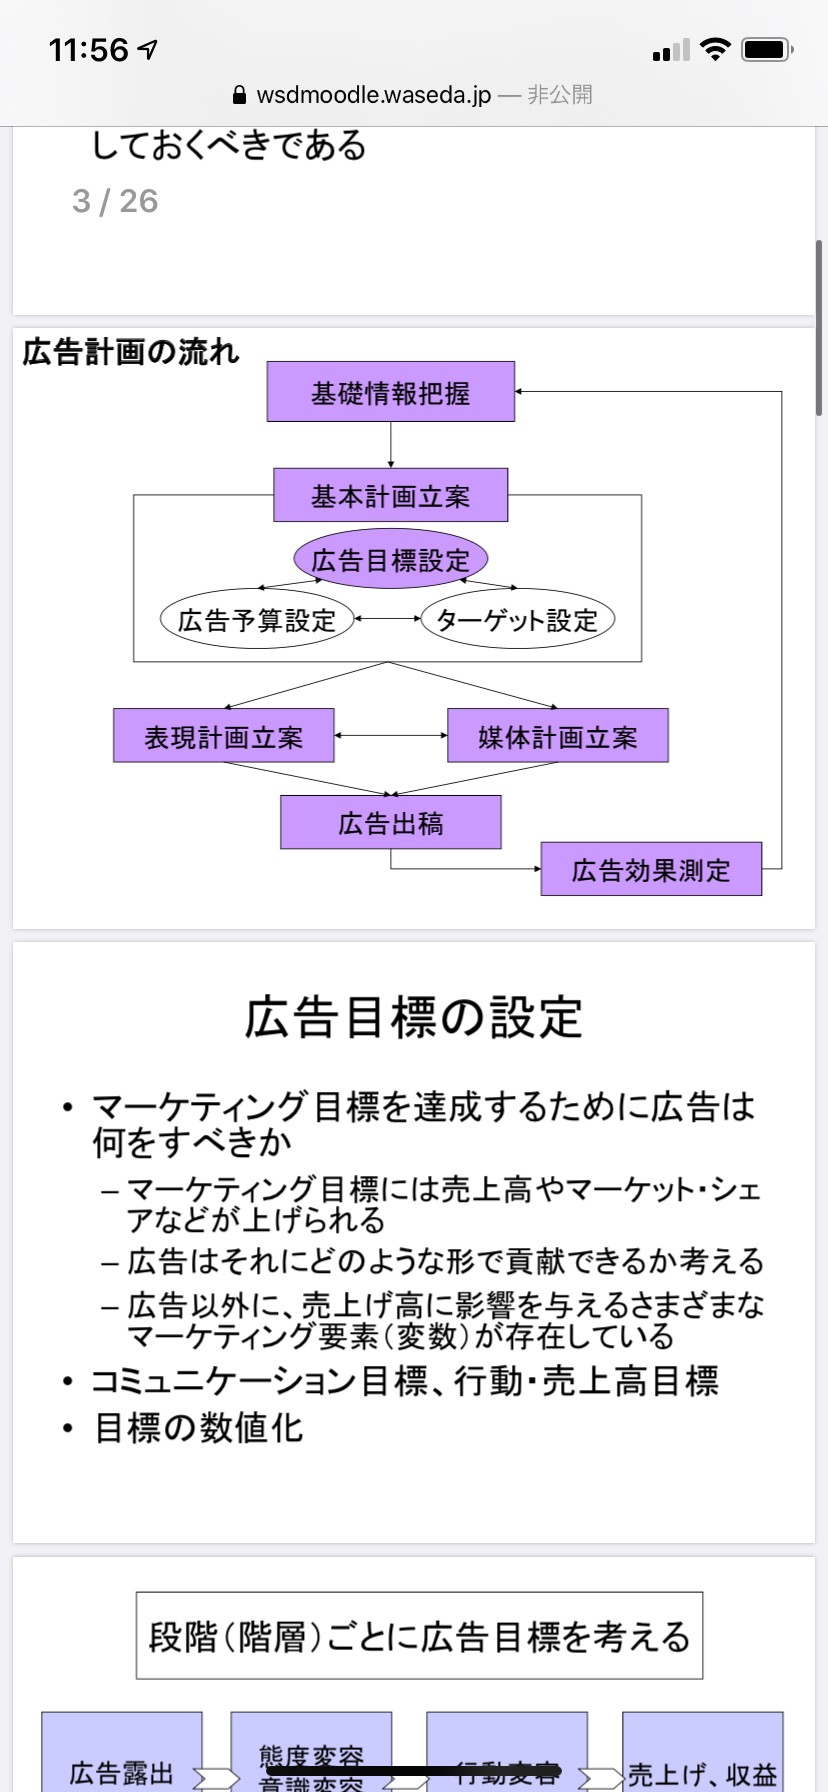 11:56
wsdmoodle.waseda.jp — 非公開
しておくべきである
3 / 26
広告計画の流れ
基礎情報把握
基本計画立案
広告目標設定
広告予算設定
ターゲット設定
表現計画立案
媒体計画立案
広告出稿
広告効果測定
広告目標の設定
• マーケティング目標を達成するために広告は
何をすべきか
– マーケティング目標には売上高やマーケット・シェ
アなどが上げられる
– 広告はそれにどのような形で貢献できるか考える
– 広告以外に、売上げ高に影響を与えるさまざまな
マーケティング要素(変数)が存在している
• コミュニケーション目標、行動・売上高目標
• 目標の数値化
段階(階層)ごとに広告目標を考える
広告露出
態度変容
意識変容
行動変容
売上げ、収益